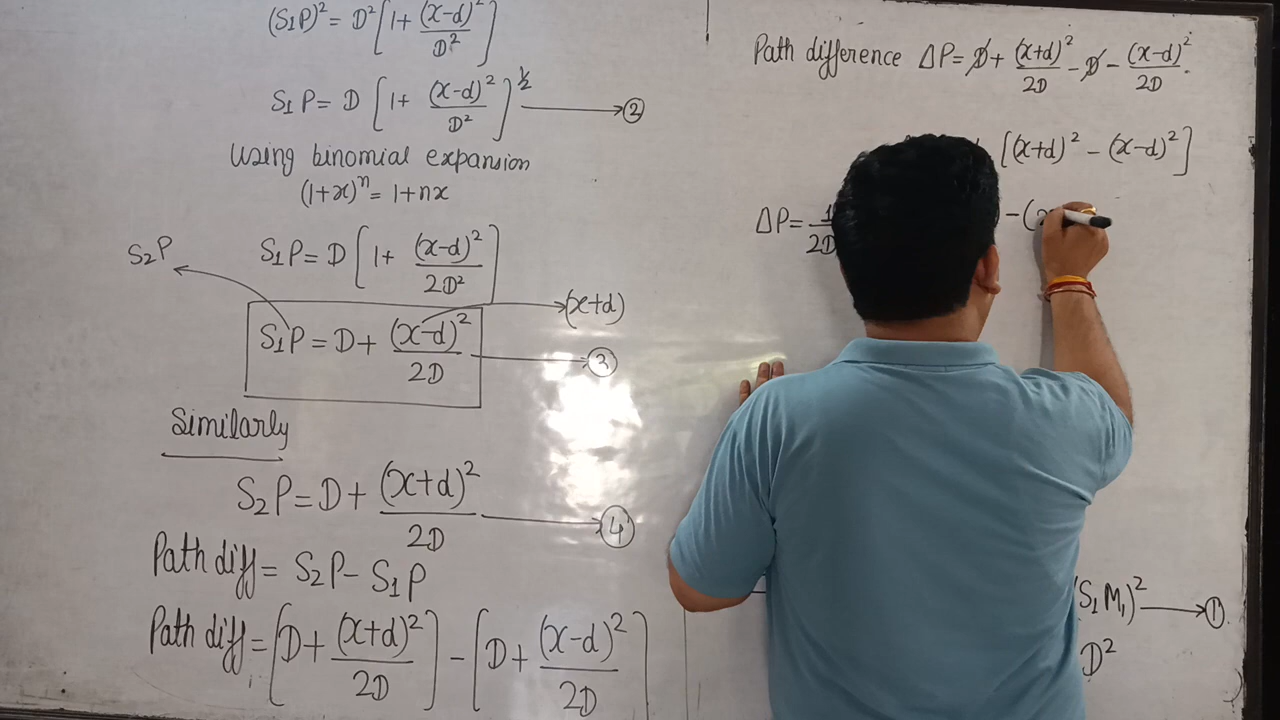 (S₁P)² = D² [1 + (x-d)² / D²]
S₁P = D [1 + (x-d)² / D²]^½ → ②
Using binomial expansion
(1+x)ⁿ = 1+nx
S₁P = D [1 + (x-d)² / 2D²]
S₂P
S₁P = D + (x-d)² / 2D → ③
(x+d)
Similarly
S₂P = D + (x+d)² / 2D → ④
Path diff = S₂P - S₁P
Path diff = [D + (x+d)² / 2D] - [D + (x-d)² / 2D]
Path difference ΔP = D + (x+d)² / 2D - D - (x-d)² / 2D
[(x+d)² - (x-d)²]
ΔP = 1 / 2D - (
(S₁M₁)² → ①
D²